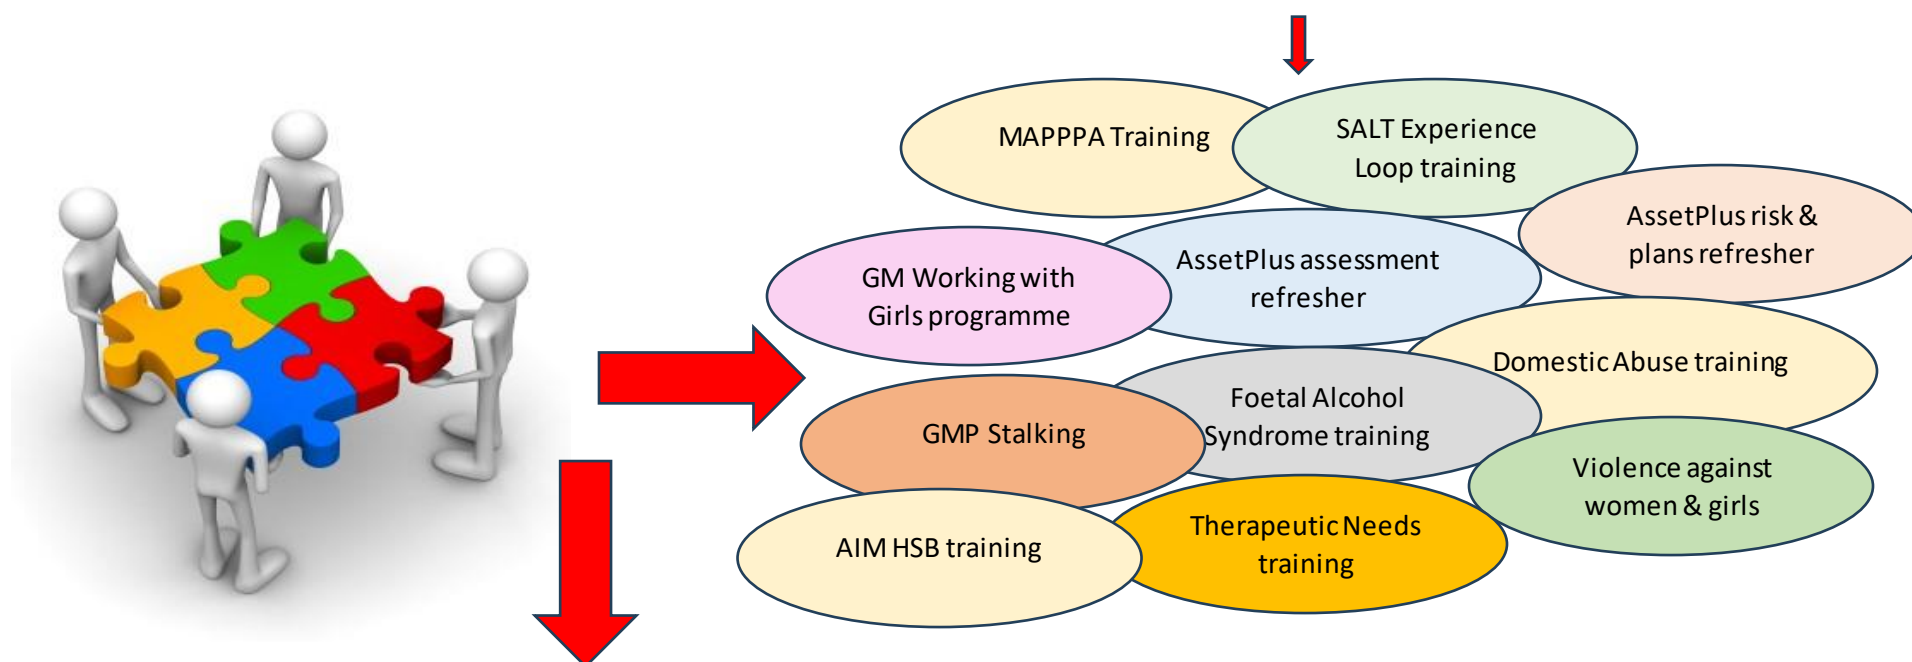 MAPPPA Training
SALT Experience
Loop training
AssetPlus risk &
plans refresher
AssetPlus assessment
refresher
GM Working with
Girls programme
Domestic Abuse training
Foetal Alcohol
Syndrome training
GMP Stalking
Violence against
women & girls
Therapeutic Needs
training
AIM HSB training